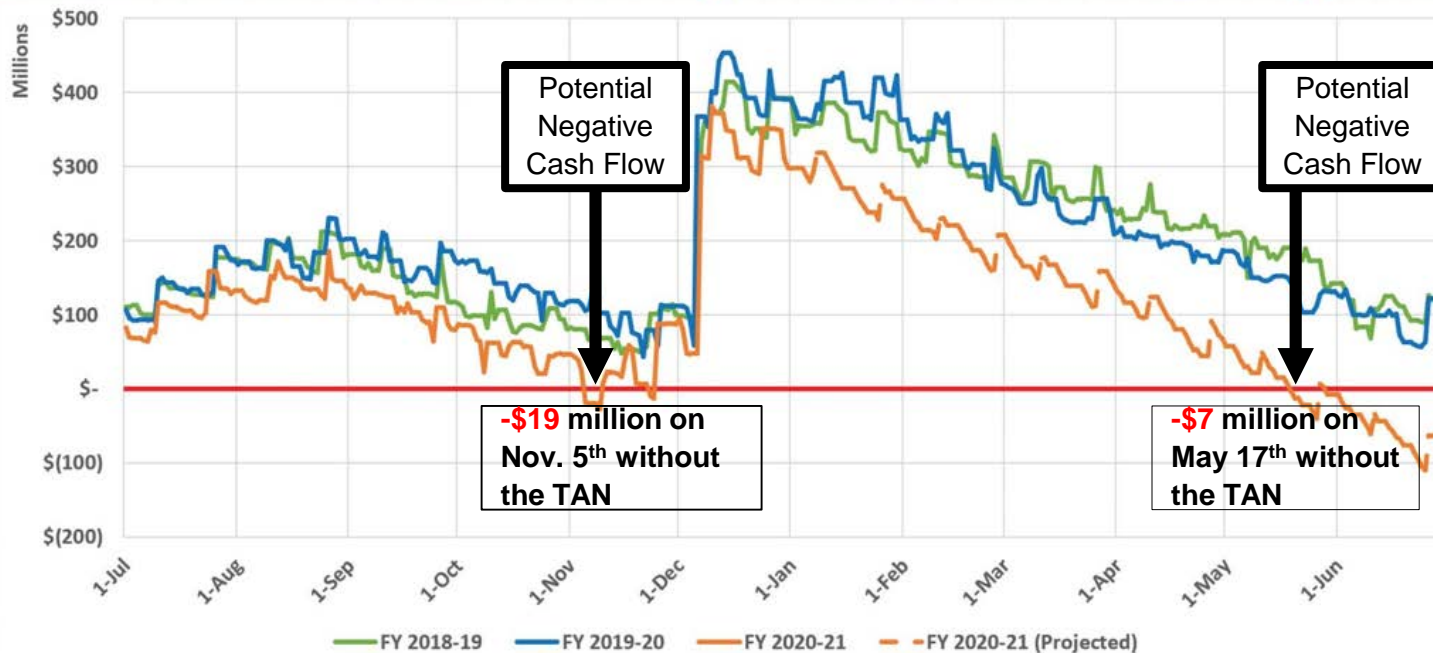 Millions
$500
$400
$300
$200
$100
$-
$(100)
$(200)
Potential
Negative
Cash Flow
Potential
Negative
Cash Flow
-$19 million on
Nov. 5th without
the TAN
-$7 million on
May 17th without
the TAN
1-Jul
1-Aug
1-Sep
1-Oct
1-Nov
1-Dec
1-Jan
1-Feb
1-Mar
1-Apr
1-May
1-Jun
FY 2018-19
FY 2019-20
FY 2020-21
FY 2020-21 (Projected)